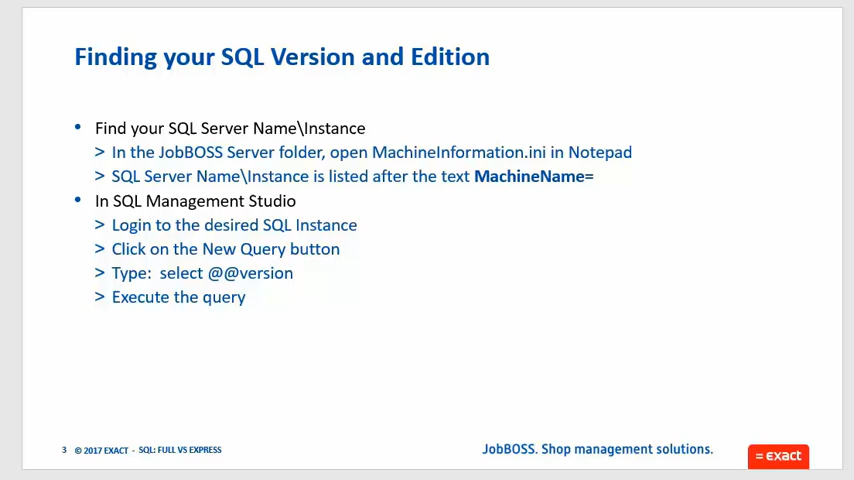 Finding your SQL Version and Edition
• Find your SQL Server Name\Instance
> In the JobBOSS Server folder, open MachineInformation.ini in Notepad
> SQL Server Name\Instance is listed after the text MachineName=
• In SQL Management Studio
> Login to the desired SQL Instance
> Click on the New Query button
> Type:  select @@version
> Execute the query
3 © 2017 EXACT - SQL: FULL VS EXPRESS
JobBOSS. Shop management solutions.
= exact